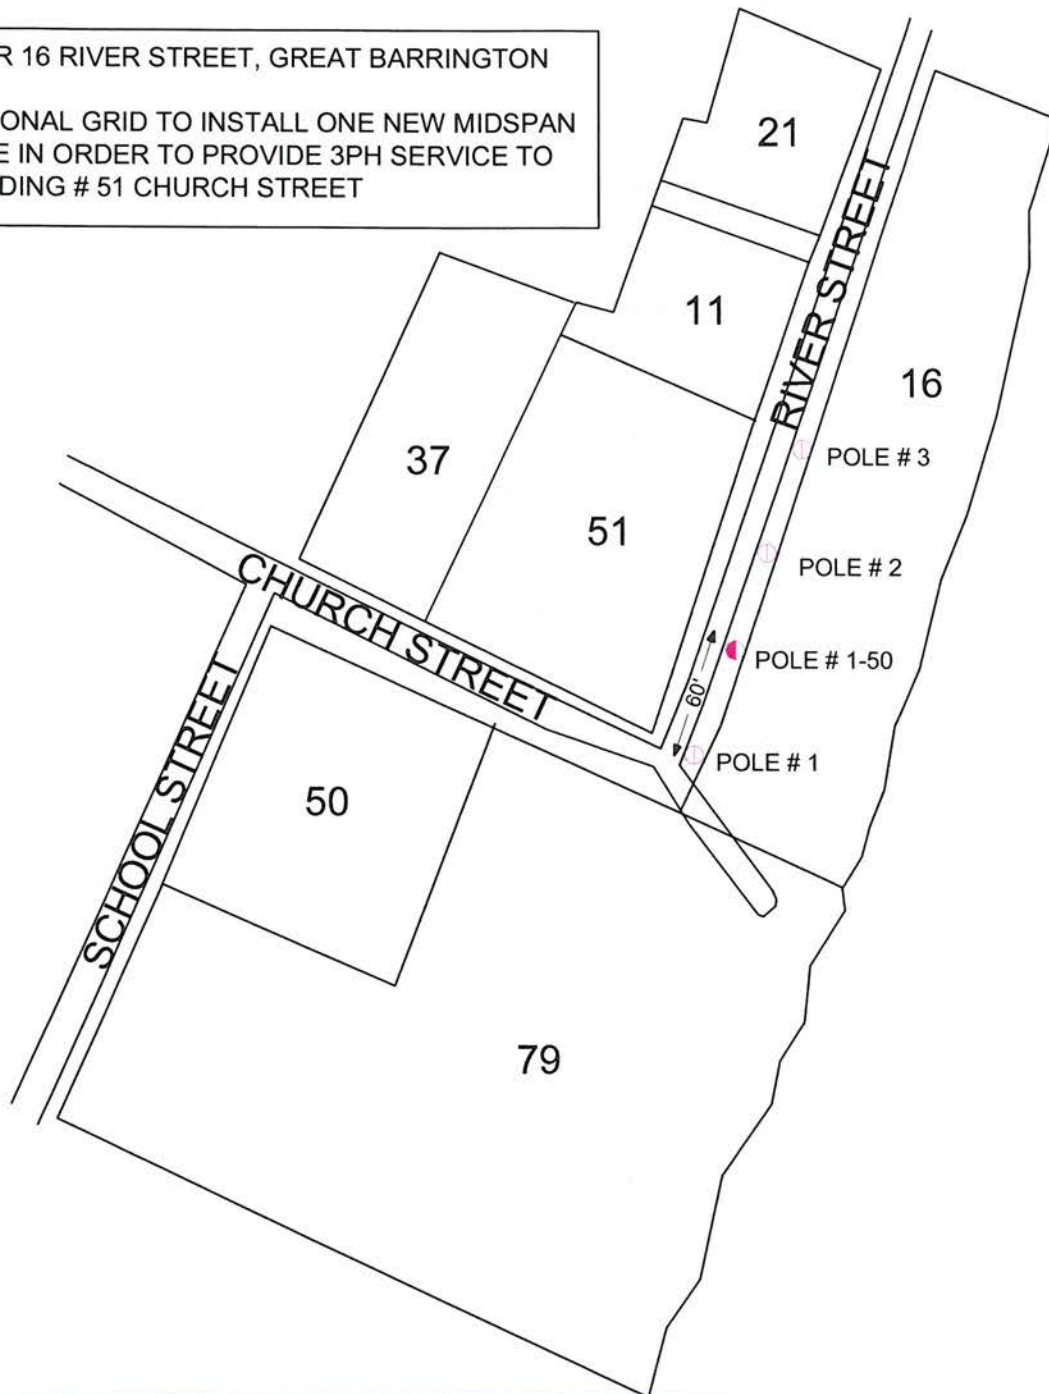 R 16 RIVER STREET, GREAT BARRINGTON
ONAL GRID TO INSTALL ONE NEW MIDSPAN
E IN ORDER TO PROVIDE 3PH SERVICE TO
DING # 51 CHURCH STREET
21
RIVER STREET
11
16
37
POLE # 3
51
POLE # 2
CHURCH STREET
POLE # 1-50
60'
SCHOOL STREET
POLE # 1
50
79